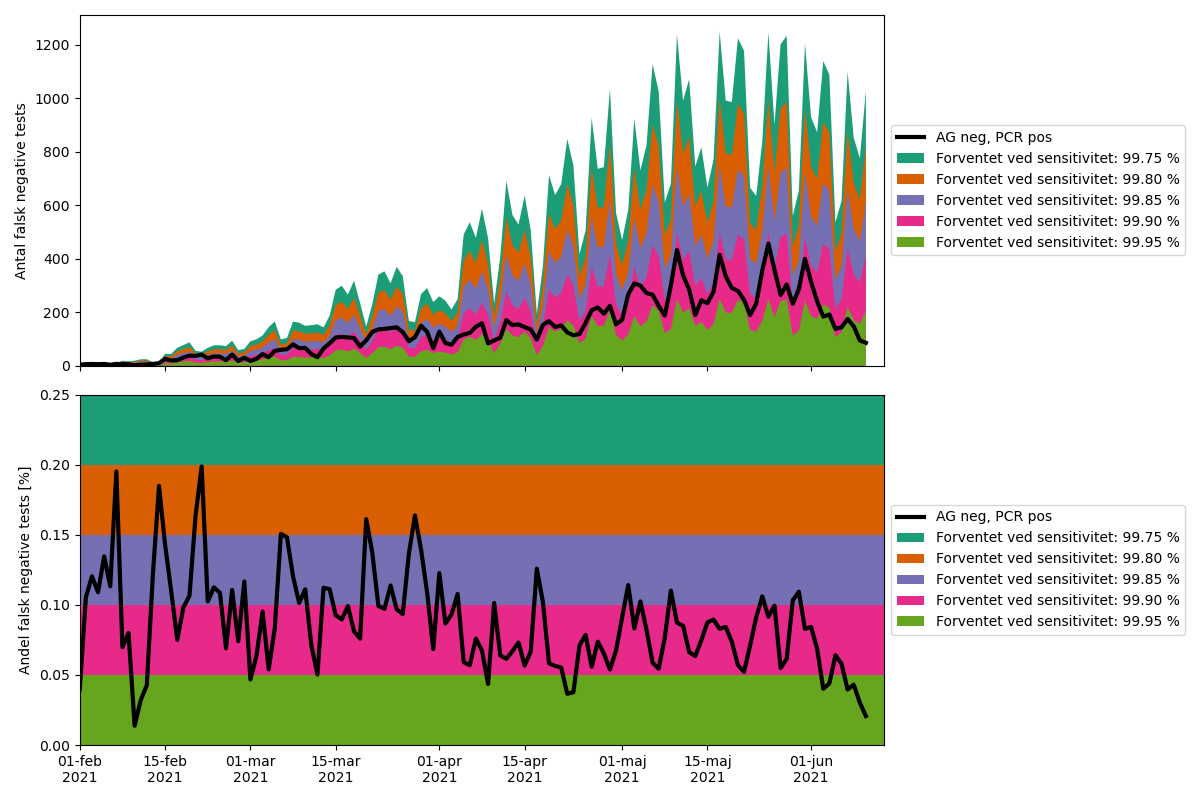 Antal falsk negative tests
1200
1000
800
600
400
200
0
AG neg, PCR pos
Forventet ved sensitivitet: 99.75 %
Forventet ved sensitivitet: 99.80 %
Forventet ved sensitivitet: 99.85 %
Forventet ved sensitivitet: 99.90 %
Forventet ved sensitivitet: 99.95 %
Andel falsk negative tests [%]
0.25
0.20
0.15
0.10
0.05
0.00
01-feb 15-feb 01-mar 15-mar 01-apr 15-apr 01-maj 15-maj 01-jun
2021 2021 2021 2021 2021 2021 2021 2021 2021
AG neg, PCR pos
Forventet ved sensitivitet: 99.75 %
Forventet ved sensitivitet: 99.80 %
Forventet ved sensitivitet: 99.85 %
Forventet ved sensitivitet: 99.90 %
Forventet ved sensitivitet: 99.95 %